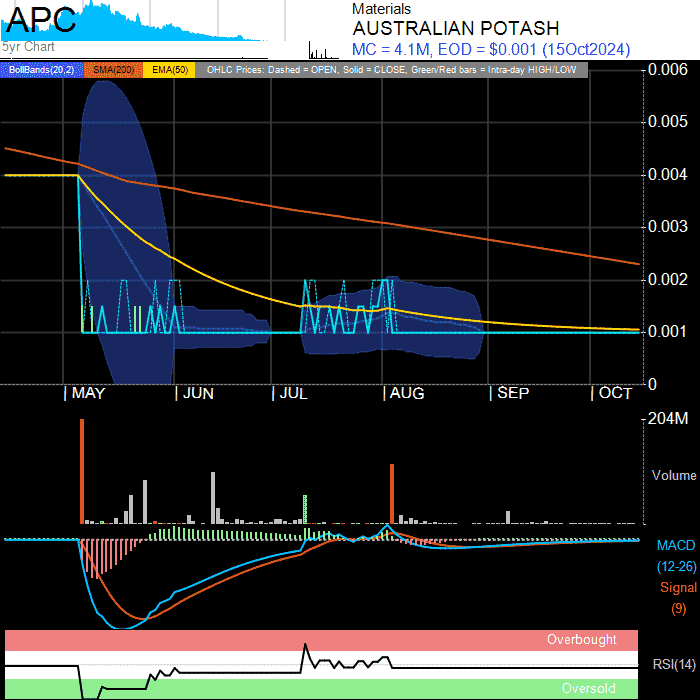 APC
5yr Chart
Materials
AUSTRALIAN POTASH
MC = 4.1M, EOD = $0.001 (15Oct2024)
BollBands(20,2) SMA(200) EMA(50) OHLC Prices: Dashed = OPEN, Solid = CLOSE, Green/Red bars = Intra-day HIGH/LOW
0.006
0.005
0.004
0.003
0.002
0.001
0
MAY JUN JUL AUG SEP OCT
204M
Volume
MACD
(12-26)
Signal
(9)
Overbought
RSI(14)
Oversold